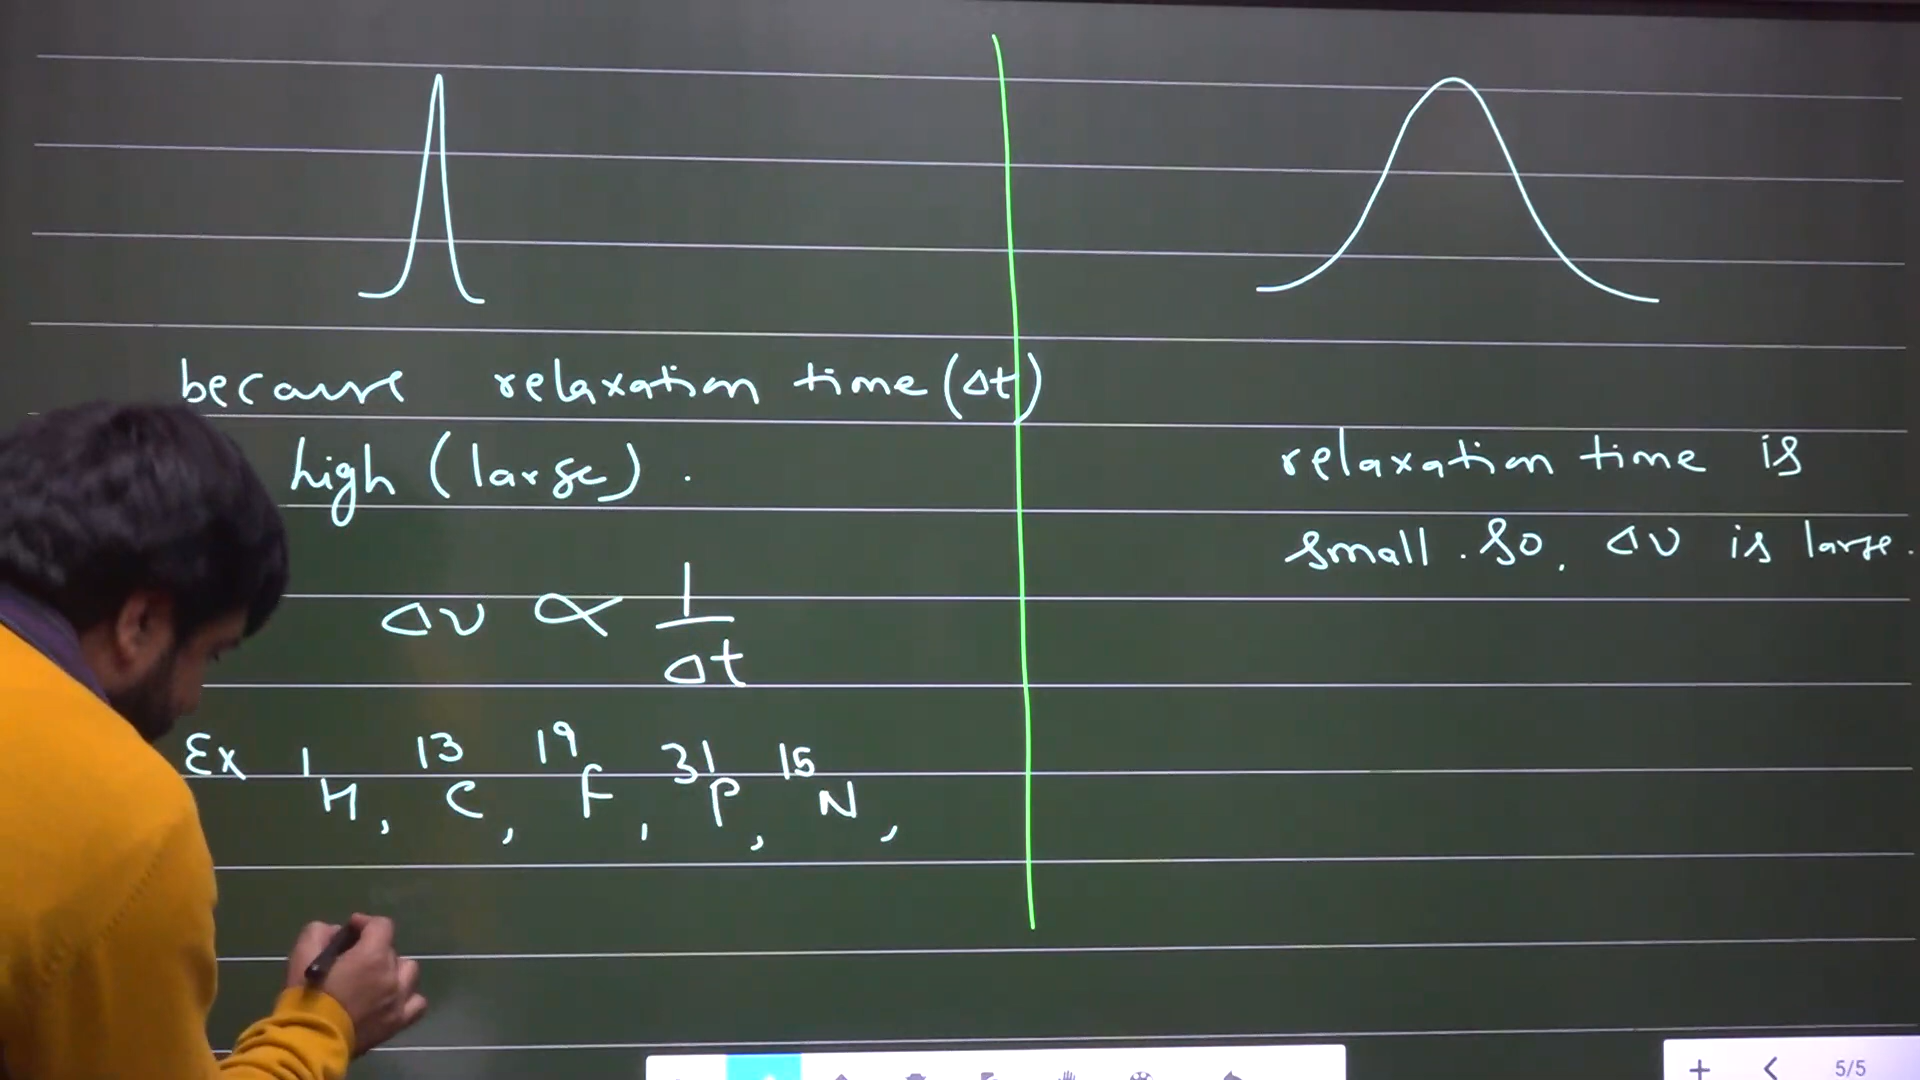 because relaxation time (Δt)
high (large).
Δν ∝ 1/Δt
Ex ¹H, ¹³C, ¹⁹F, ³¹P, ¹⁵N,
relaxation time is
small. So, Δν is large.
5/5